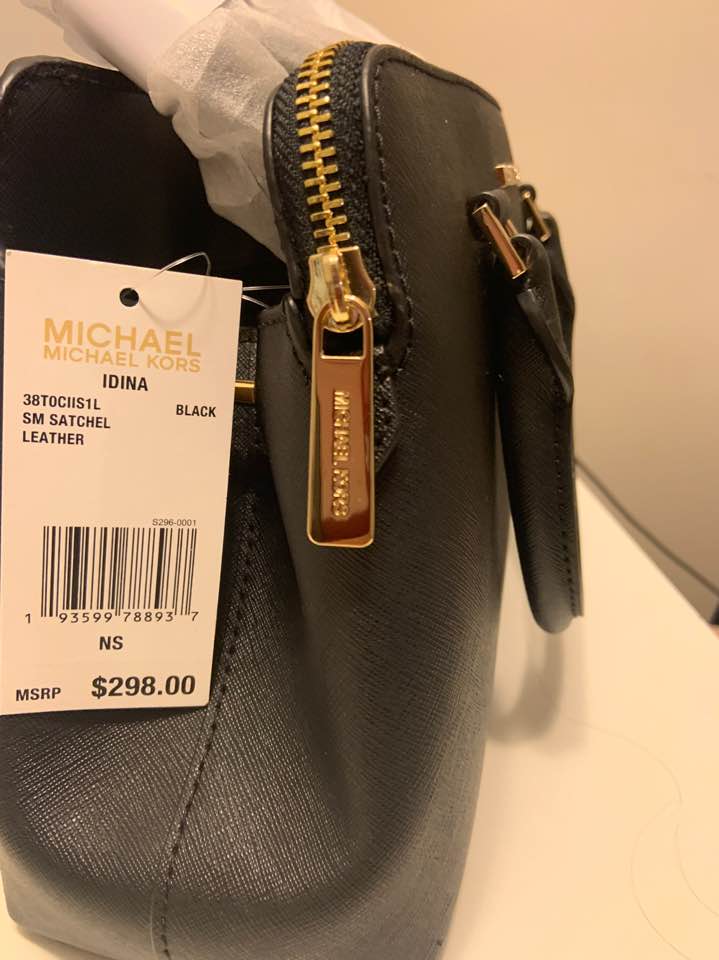 MICHAEL
MICHAEL KORS
IDINA
38T0CIIS1L
BLACK
SM SATCHEL
LEATHER
S296-0001
1 93599 78893 7
NS
MSRP $298.00
MICHAEL KORS